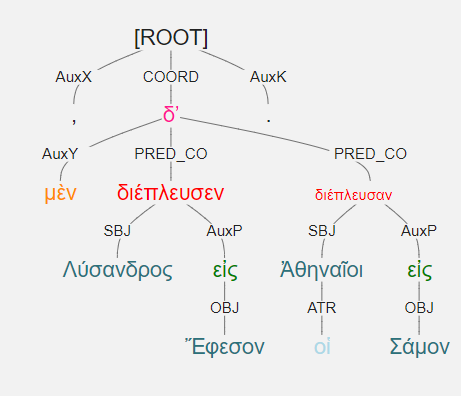 [ROOT]
AuxX COORD AuxK
, δ’ .
AuxY PRED_CO PRED_CO
μὲν διέπλευσεν διέπλευσαν
SBJ AuxP SBJ AuxP
Λύσανδρος εἰς Ἀθηναῖοι εἰς
OBJ ATR OBJ
Ἔφεσον οἱ Σάμον